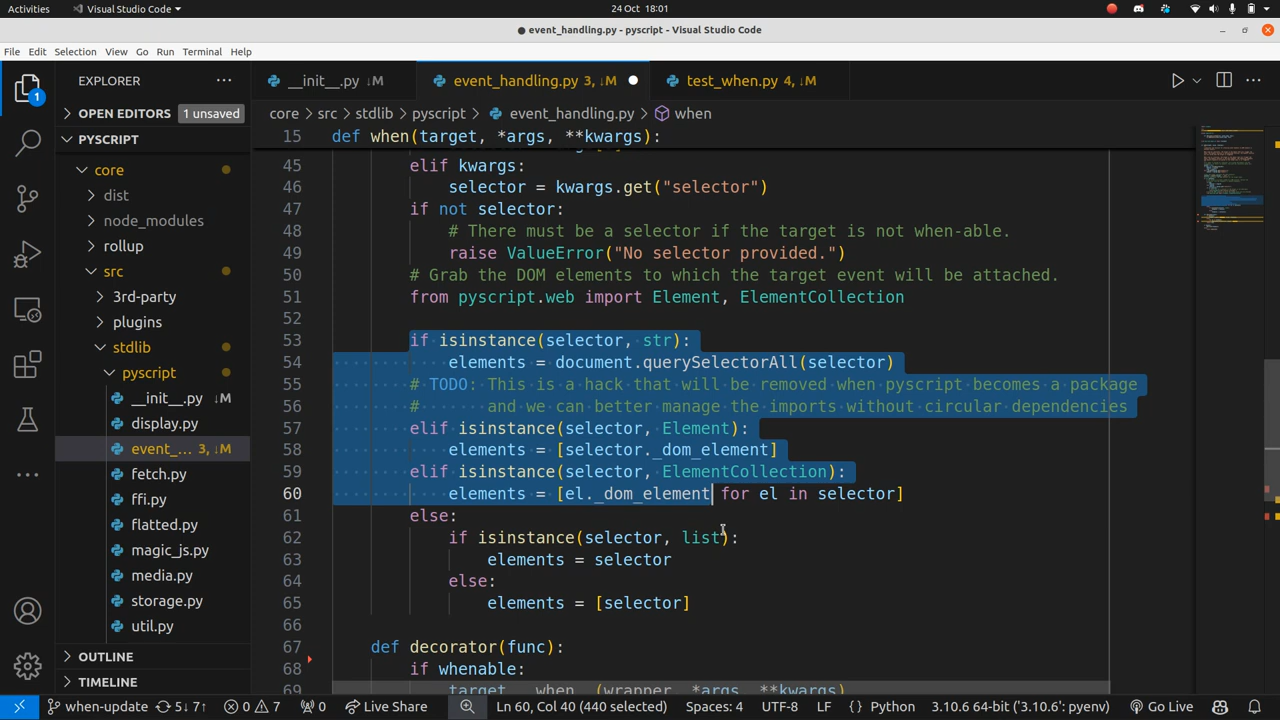 Activities Visual Studio Code 24 Oct 18:01
event_handling.py - pyscript - Visual Studio Code
File Edit Selection View Go Run Terminal Help
EXPLORER
__init__.py ↓M event_handling.py 3, ↓M test_when.py 4, ↓M
OPEN EDITORS 1 unsaved
core > src > stdlib > pyscript > event_handling.py > when
PYSCRIPT
core
dist
node_modules
rollup
src
3rd-party
plugins
stdlib
pyscript
__init__.py ↓M
display.py
event_... 3, ↓M
fetch.py
ffi.py
flatted.py
magic_js.py
media.py
storage.py
util.py
OUTLINE
TIMELINE
1
15 def when(target, *args, **kwargs):
45 elif kwargs
46 selector = kwargs.get("selector")
47 if not selector:
48 # There must be a selector if the target is not when-able.
49 raise ValueError("No selector provided.")
50 # Grab the DOM elements to which the target event will be attached.
51 from pyscript.web import Element, ElementCollection
52
53 if isinstance(selector, str):
54 elements = document.querySelectorAll(selector)
55 # TODO: This is a hack that will be removed when pyscript becomes a package
56 # and we can better manage the imports without circular dependencies
57 elif isinstance(selector, Element):
58 elements = [selector._dom_element]
59 elif isinstance(selector, ElementCollection):
60 elements = [el._dom_element for el in selector]
61 else:
62 if isinstance(selector, list):
63 elements = selector
64 else:
65 elements = [selector]
66
67 def decorator(func):
68 if whenable:
69 target when (wrapper *args **kwargs)
when-update 5↓ 7↑ 0 7 0 Live Share Ln 60, Col 40 (440 selected) Spaces: 4 UTF-8 LF Python 3.10.6 64-bit ('3.10.6': pyenv) Go Live